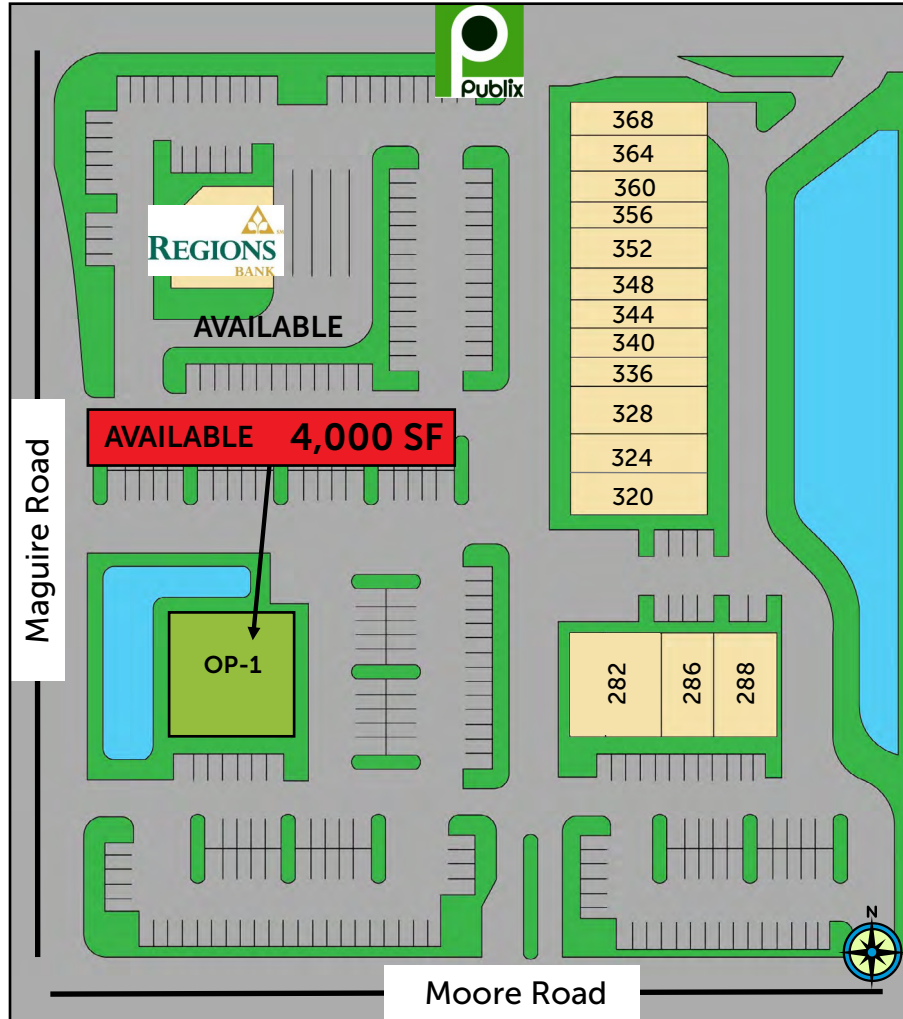 Publix
368
364
360
356
352
348
344
340
336
328
324
320
REGIONS
BANK
AVAILABLE
AVAILABLE 4,000 SF
Maguire Road
OP-1
282
286
288
N
Moore Road